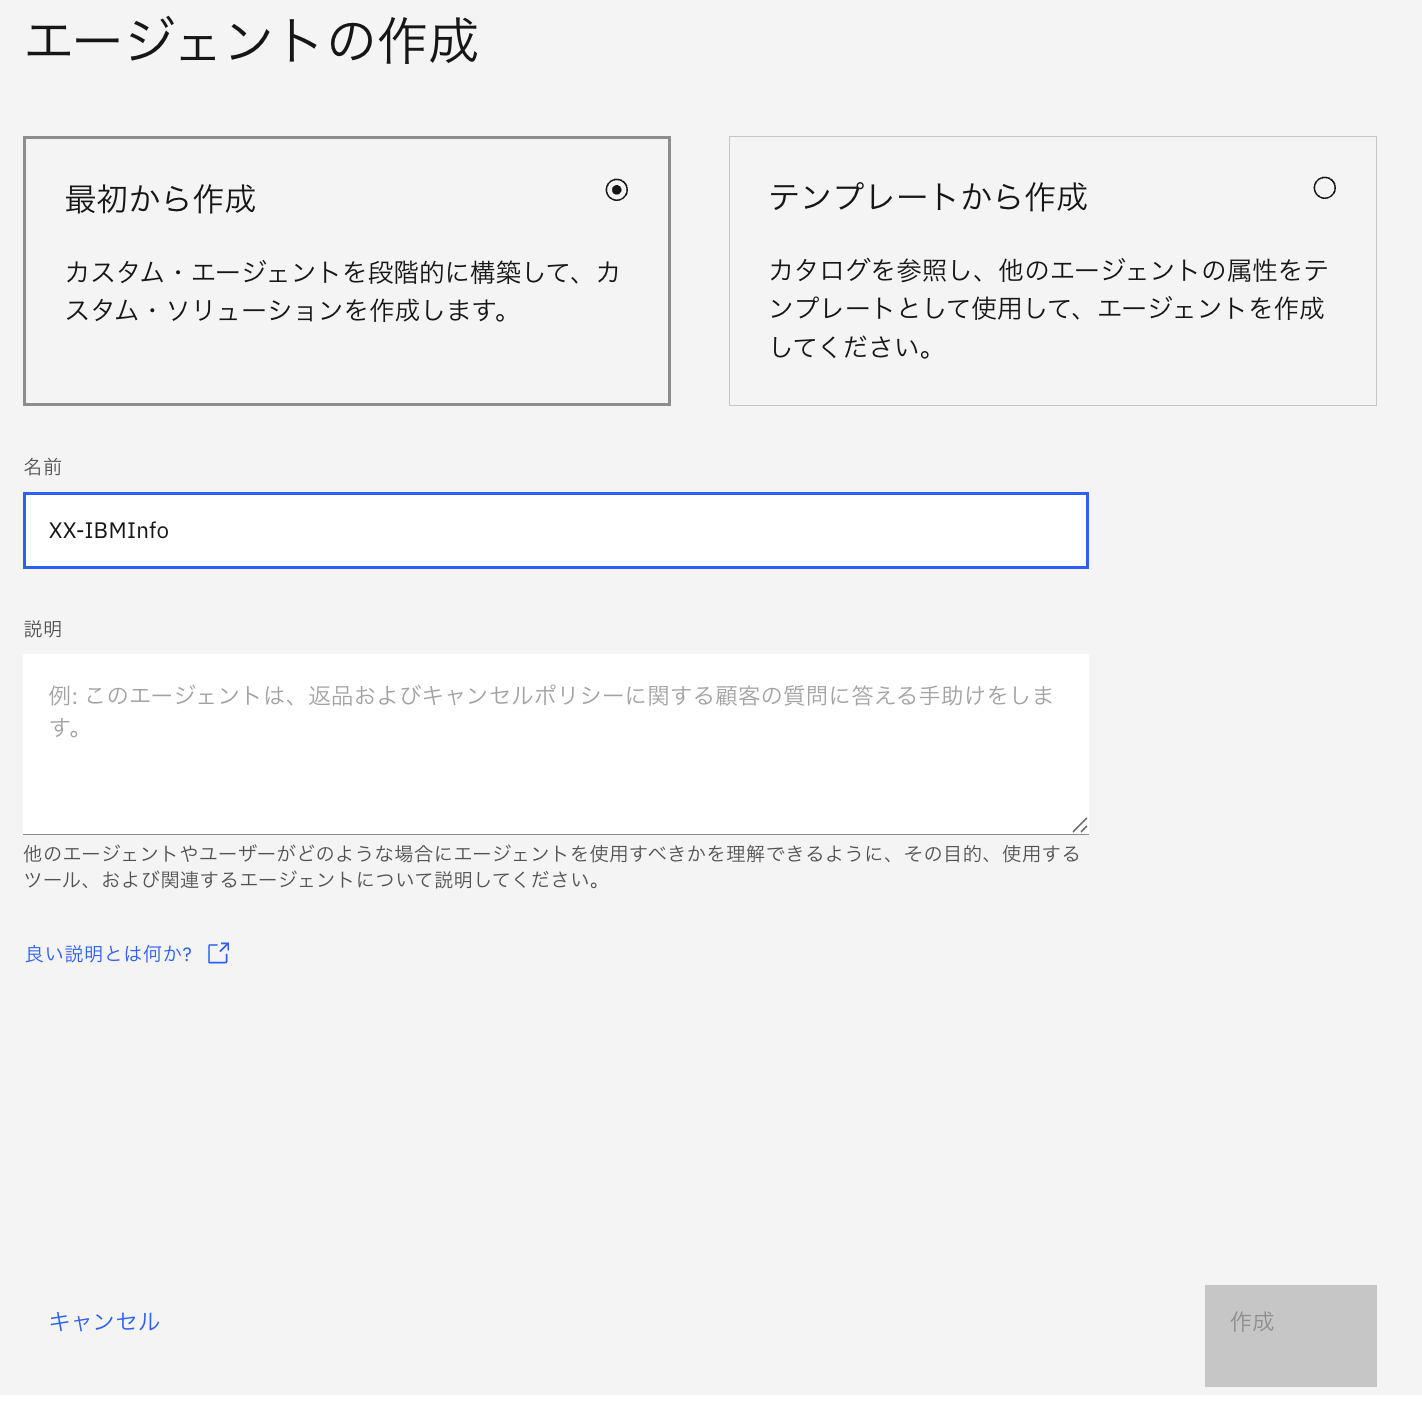 エージェントの作成
最初から作成
カスタム・エージェントを段階的に構築して、カ
スタム・ソリューションを作成します。
テンプレートから作成
カタログを参照し、他のエージェントの属性をテ
ンプレートとして使用して、エージェントを作成
してください。
名前
XX-IBMInfo
説明
例: このエージェントは、返品およびキャンセルポリシーに関する顧客の質問に答える手助けをしま
す。
他のエージェントやユーザーがどのような場合にエージェントを使用すべきかを理解できるように、その目的、使用する
ツール、および関連するエージェントについて説明してください。
良い説明とは何か?
キャンセル
作成